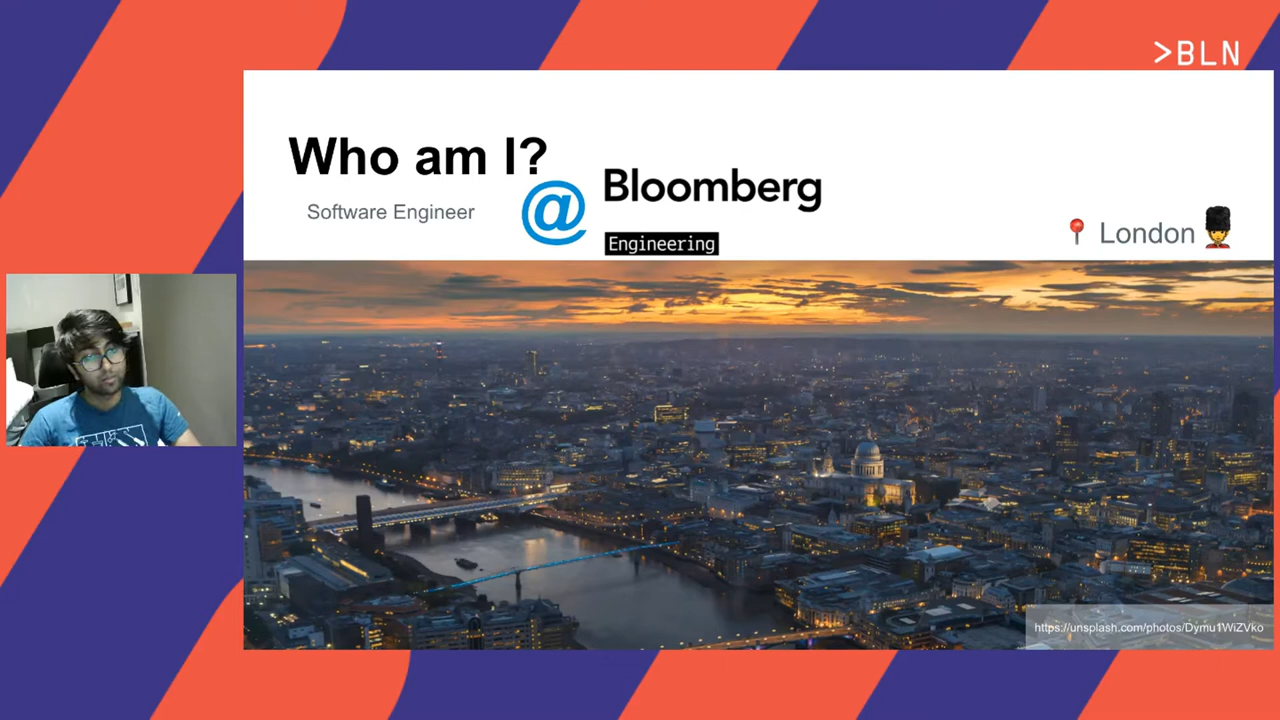 >BLN
Who am I?
Software Engineer
@
Bloomberg
Engineering
London
https://unsplash.com/photos/Dymu1WiZVko